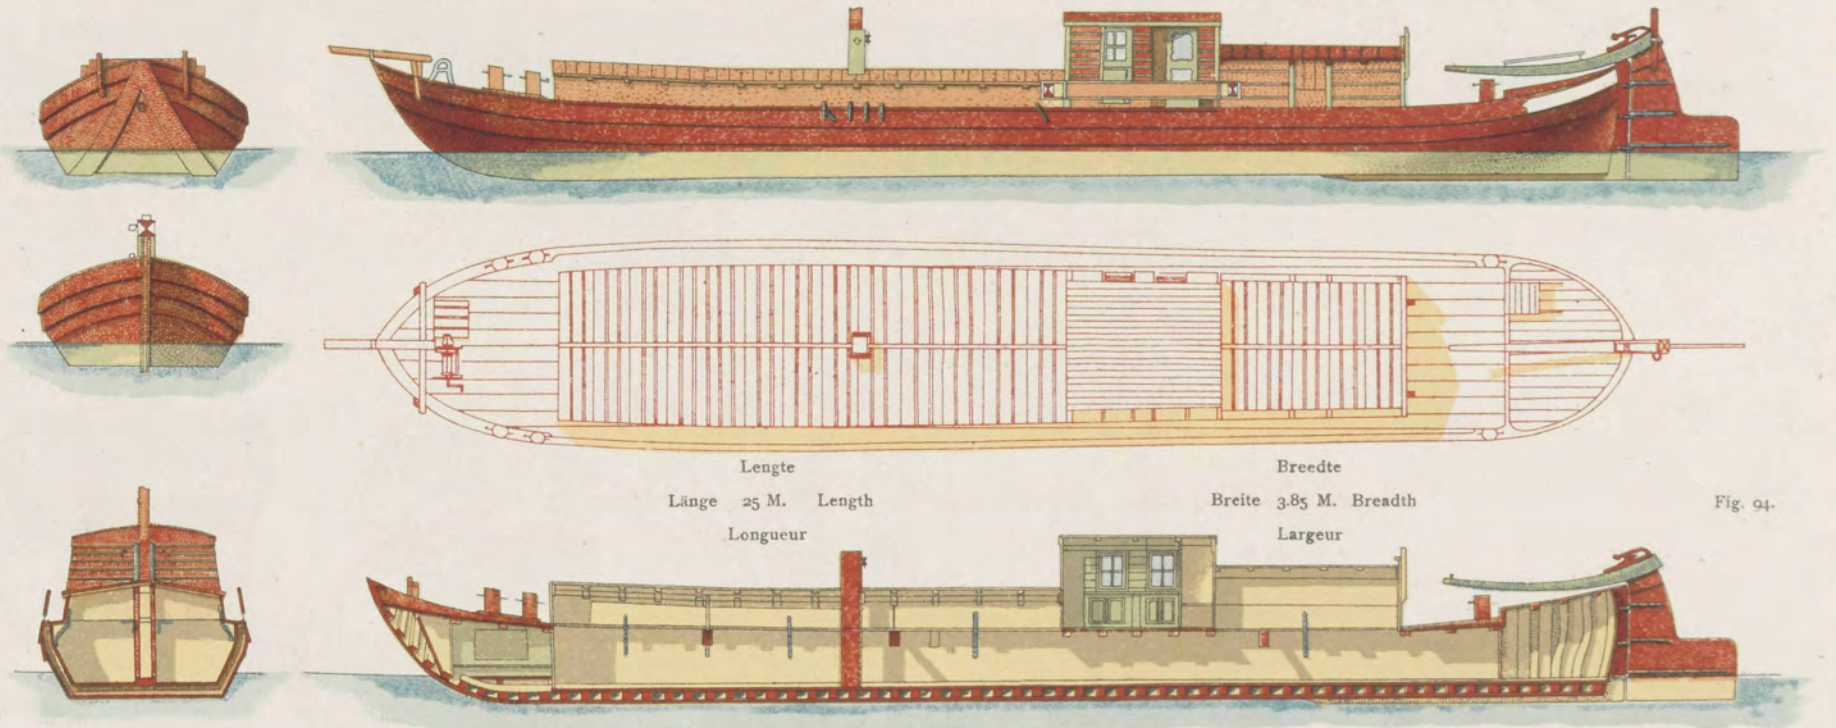 Lengte
Breedte
Länge 25 M. Length
Breite 3.85 M. Breadth
Fig. 94.
Longueur
Largeur